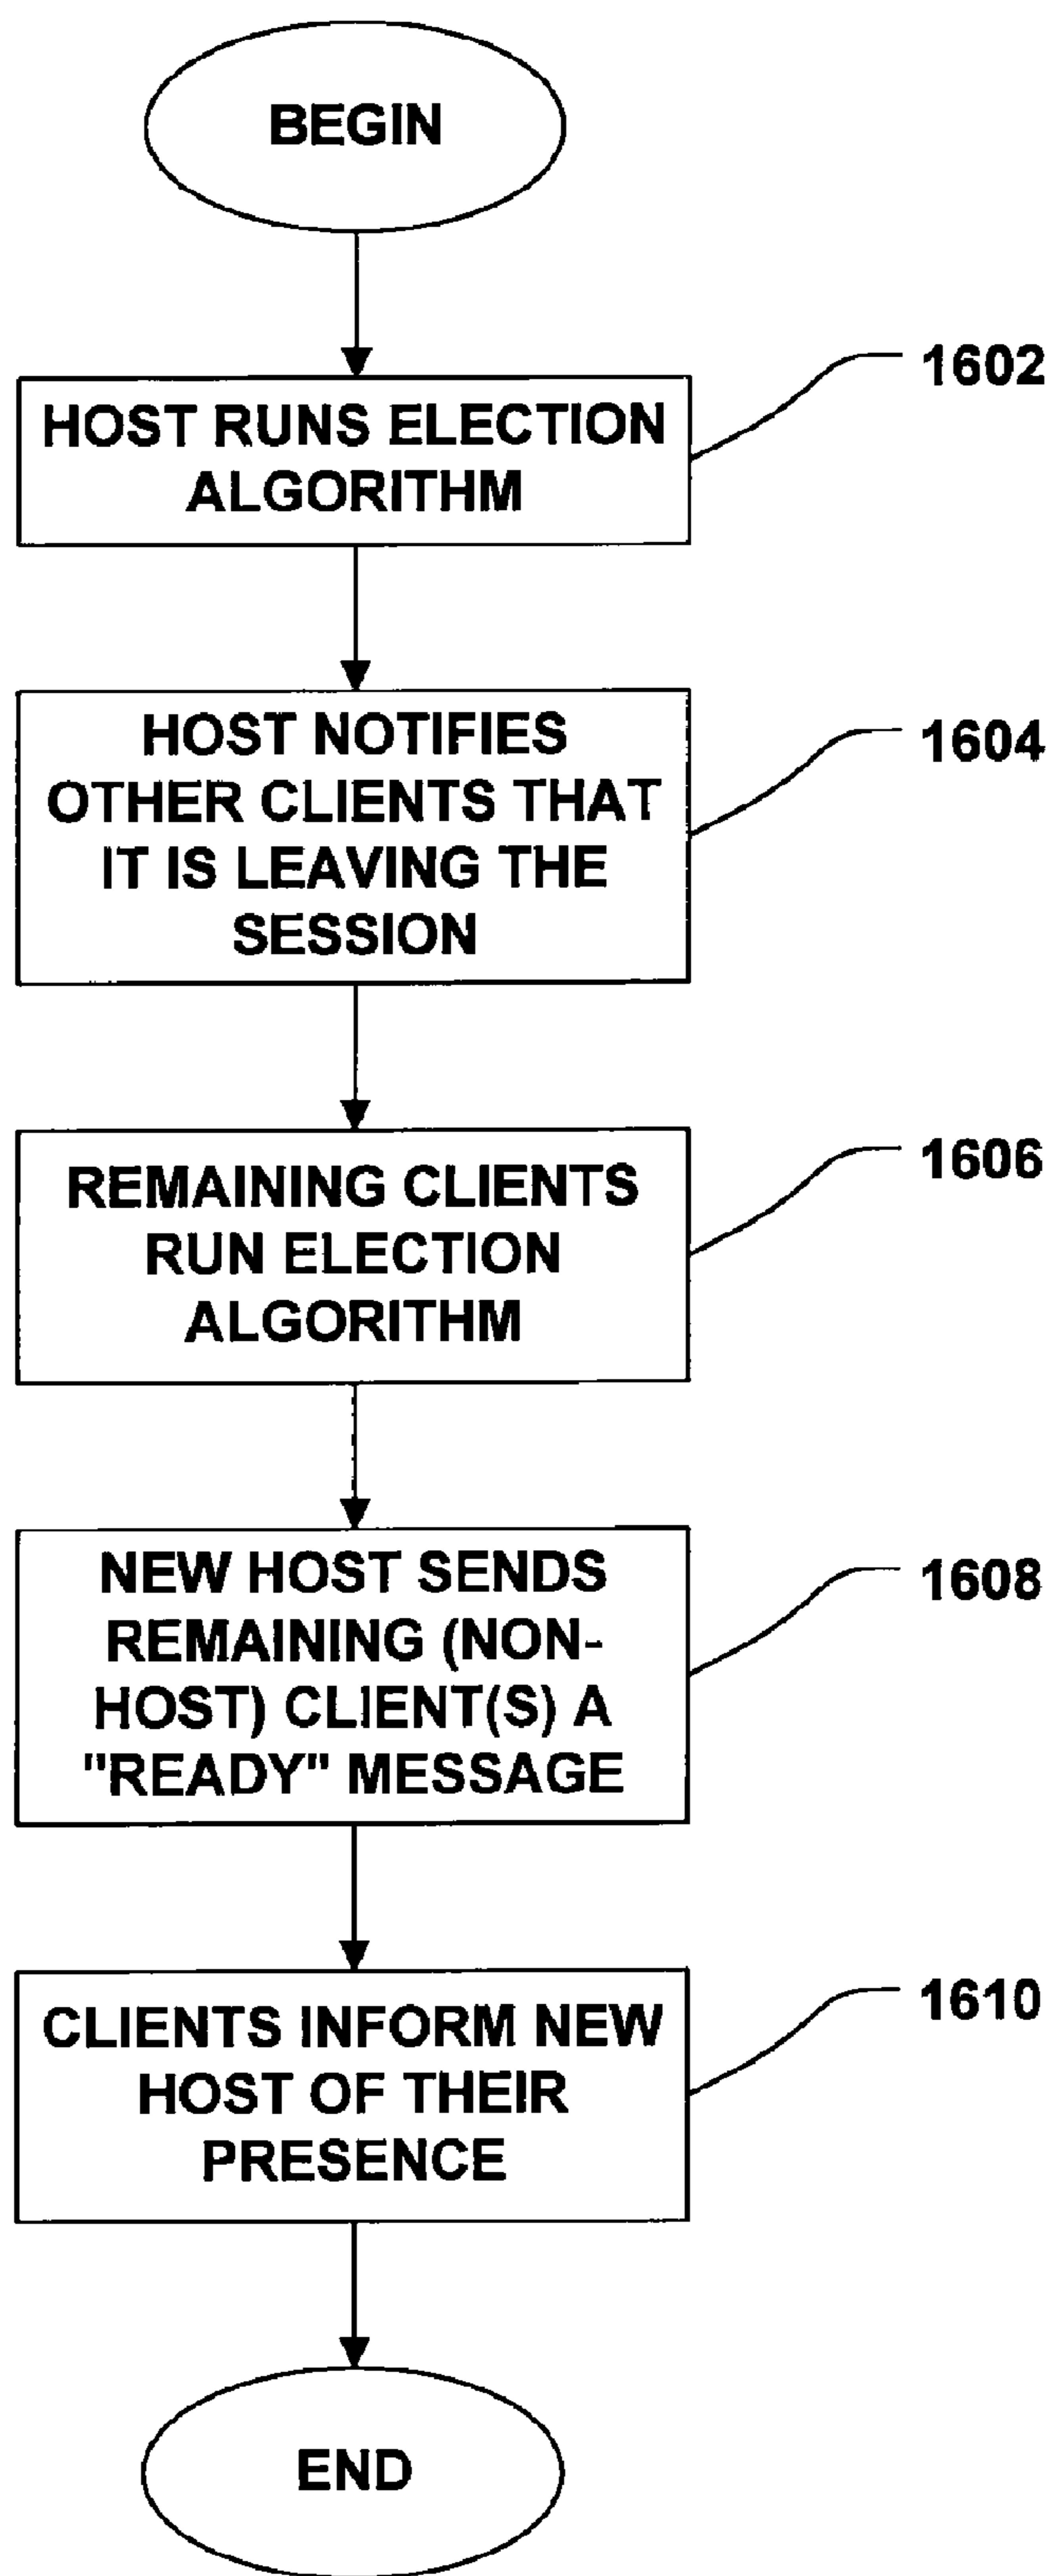 BEGIN
1602
HOST RUNS ELECTION
ALGORITHM
1604
HOST NOTIFIES
OTHER CLIENTS THAT
IT IS LEAVING THE
SESSION
1606
REMAINING CLIENTS
RUN ELECTION
ALGORITHM
1608
NEW HOST SENDS
REMAINING (NON-
HOST) CLIENT(S) A
"READY" MESSAGE
1610
CLIENTS INFORM NEW
HOST OF THEIR
PRESENCE
END